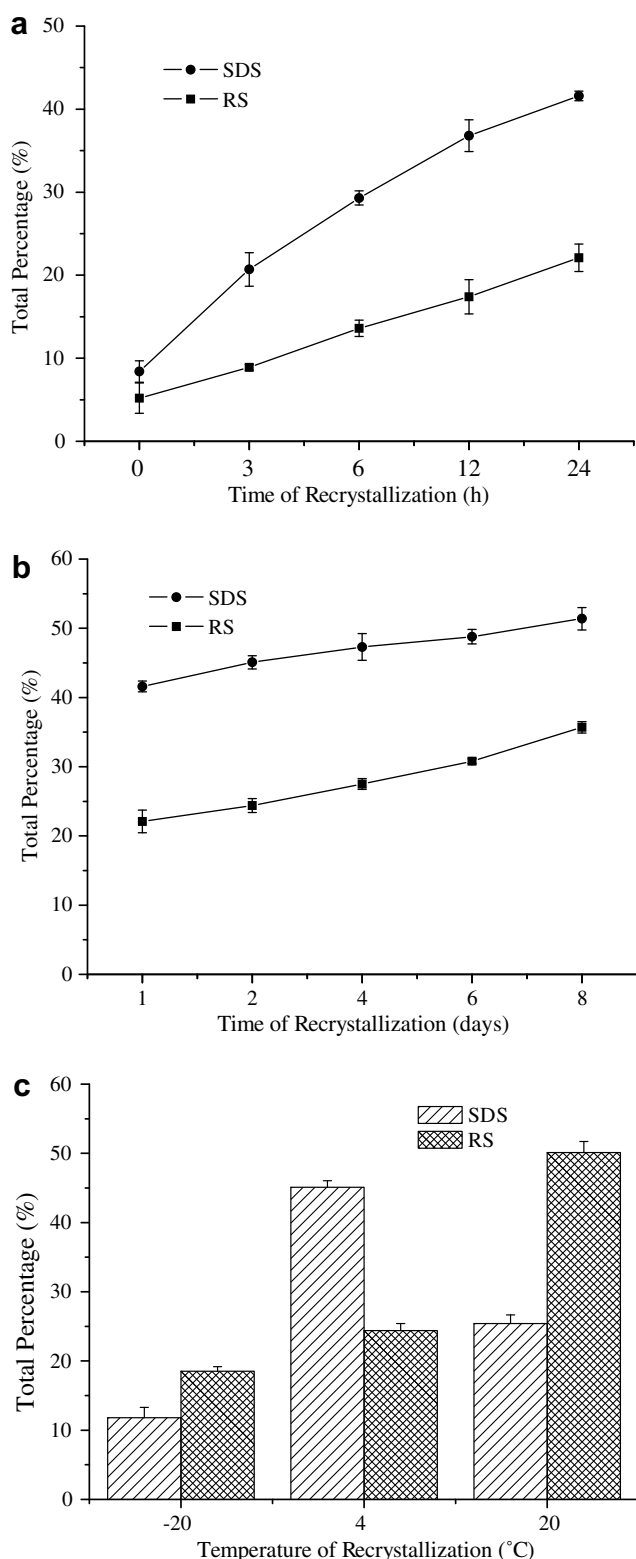 a
50
40
30
20
10
0
Total Percentage (%)
SDS
RS
0 3 6 12 24
Time of Recrystallization (h)
b
60
50
40
30
20
10
0
Total Percentage (%)
SDS
RS
1 2 4 6 8
Time of Recrystallization (days)
c
60
50
40
30
20
10
0
Total Percentage (%)
SDS
RS
-20 4 20
Temperature of Recrystallization (˚C)